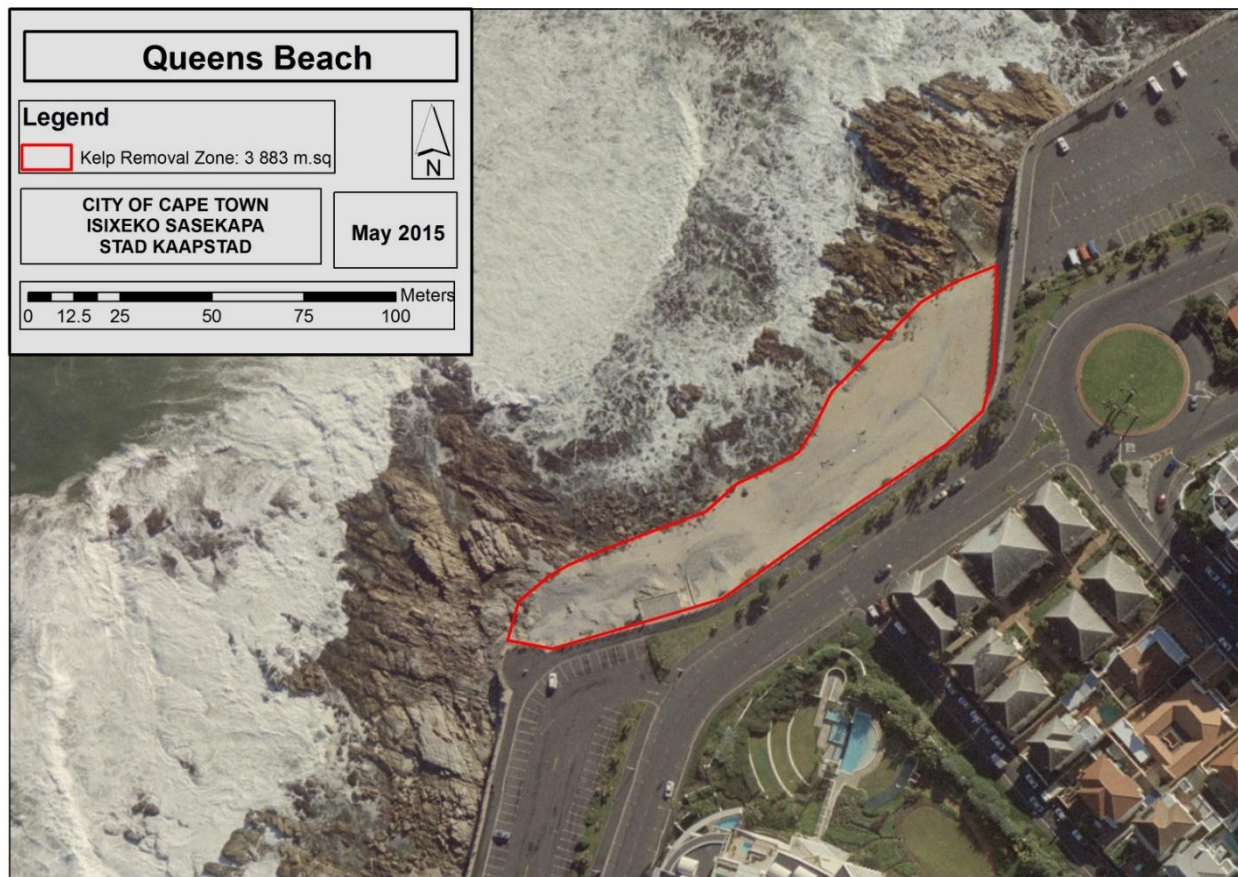 Queens Beach
Legend
Kelp Removal Zone: 3 883 m.sq
N
CITY OF CAPE TOWN
ISIXEKO SASEKAPA
STAD KAAPSTAD
May 2015
Meters
0 12.5 25 50 75 100